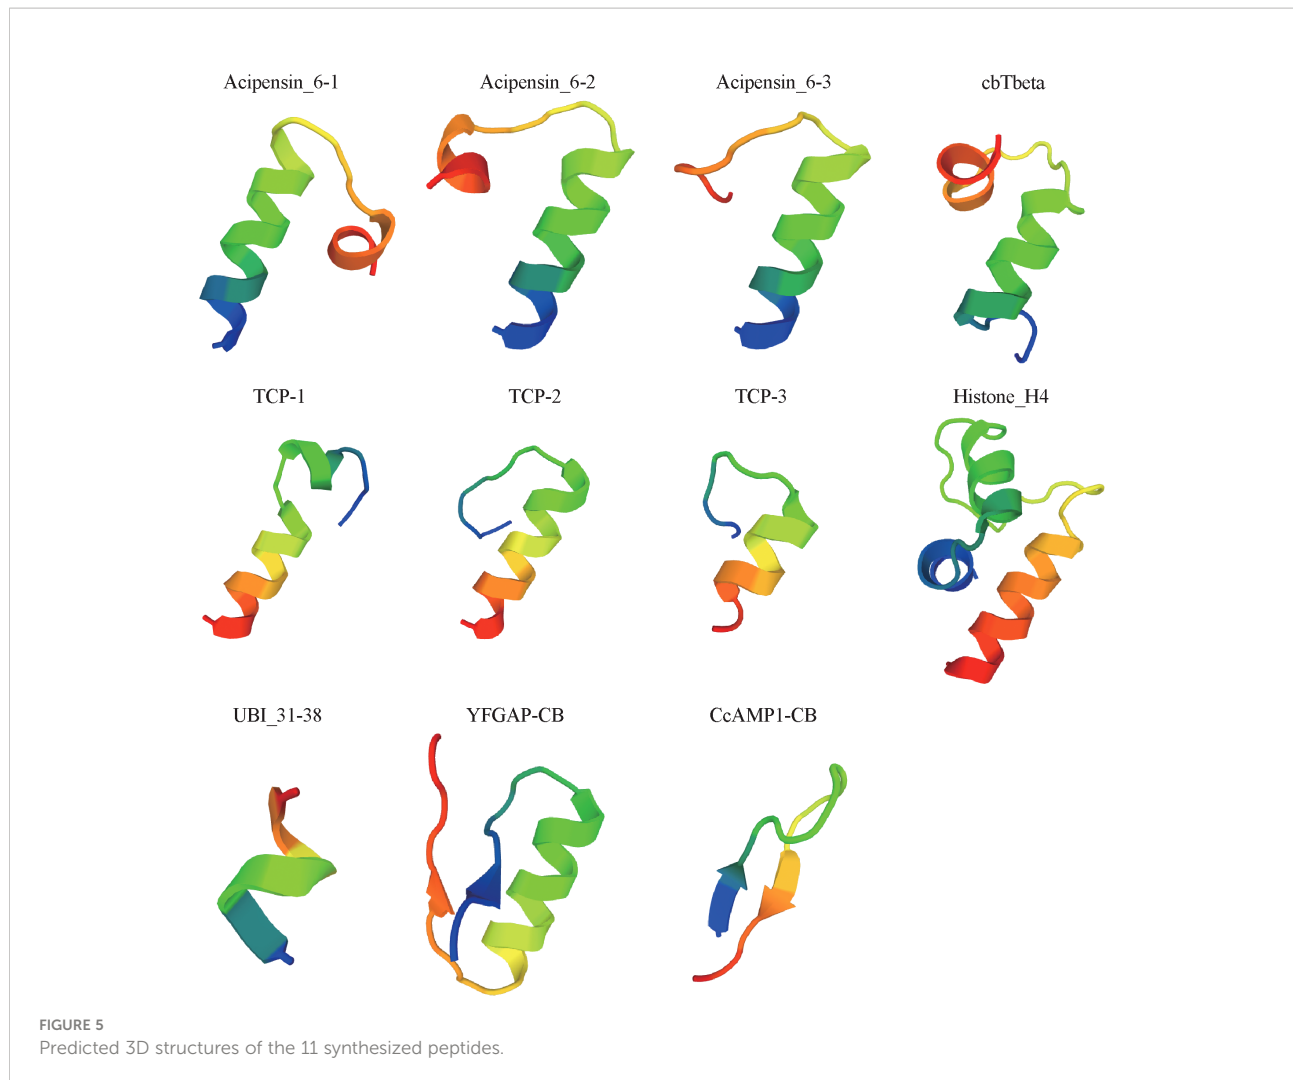 Acipensin_6-1
Acipensin_6-2
Acipensin_6-3
cbTbeta
TCP-1
TCP-2
TCP-3
Histone_H4
UBI_31-38
YFGAP-CB
CcAMP1-CB
FIGURE 5
Predicted 3D structures of the 11 synthesized peptides.